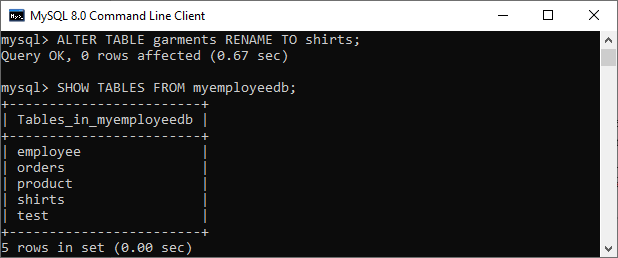 MySQL 8.0 Command Line Client
mysql> ALTER TABLE garments RENAME TO shirts;
Query OK, 0 rows affected (0.67 sec)
mysql> SHOW TABLES FROM myemployeedb;
+------------------------+
| Tables_in_myemployeedb |
+------------------------+
| employee               |
| orders                 |
| product                |
| shirts                 |
| test                   |
+------------------------+
5 rows in set (0.00 sec)